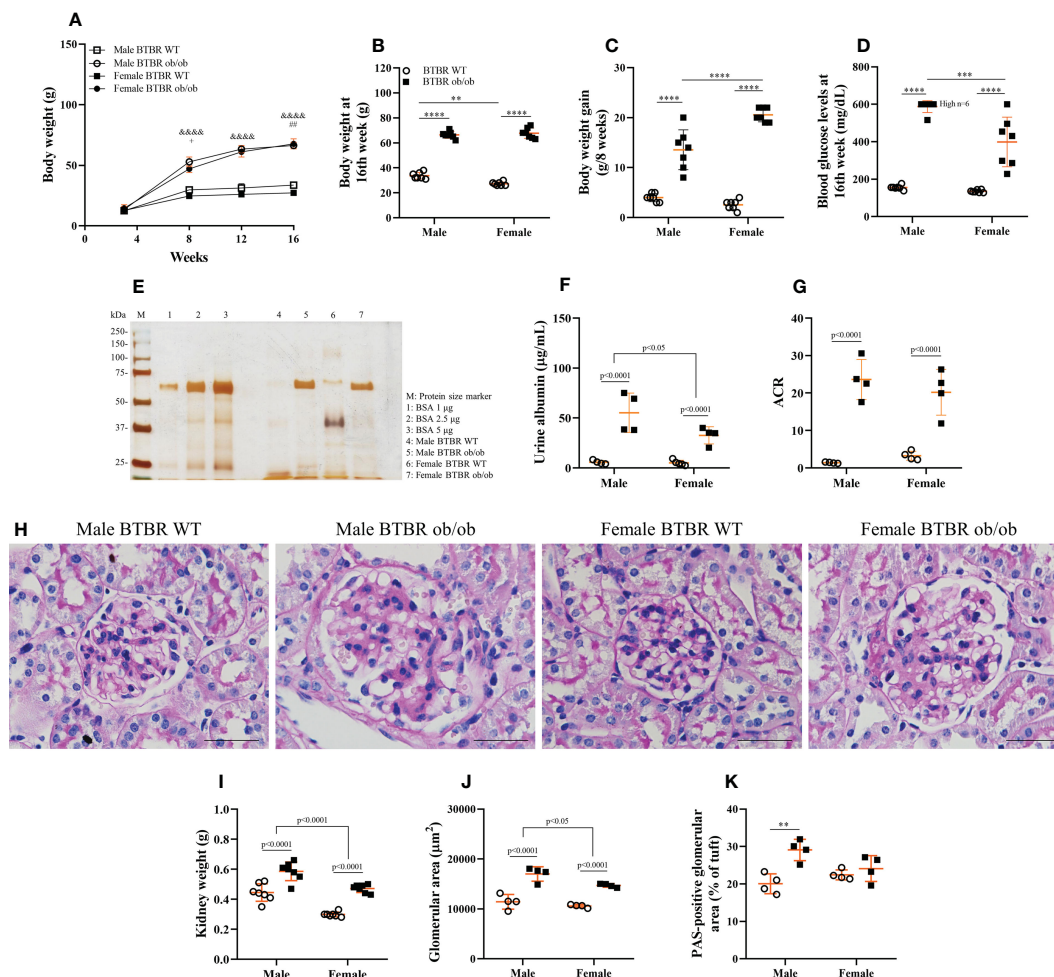 A
Body weight (g)
150
100
50
0
0
4
8
12
16
Weeks
Male BTBR WT
Male BTBR ob/ob
Female BTBR WT
Female BTBR ob/ob
&&&&
+
&&&&
&&&&
##
B
Body weight at
16th week (g)
120
100
80
60
40
20
0
BTBR WT
BTBR ob/ob
**
****
****
Male
Female
C
Body weight gain
(g/8 weeks)
30
20
10
0
****
****
****
Male
Female
D
Blood glucose levels at
16th week (mg/dL)
800
600
400
200
0
***
****
****
High n=6
Male
Female
E
kDa M 1 2 3 4 5 6 7
250-
150-
100-
75-
50-
37-
25-
M: Protein size marker
1: BSA 1 µg
2: BSA 2.5 µg
3: BSA 5 µg
4: Male BTBR WT
5: Male BTBR ob/ob
6: Female BTBR WT
7: Female BTBR ob/ob
F
Urine albumin (µg/mL)
150
100
50
0
p<0.05
p<0.0001
p<0.0001
Male
Female
G
ACR
40
30
20
10
0
p<0.0001
p<0.0001
Male
Female
H
Male BTBR WT
Male BTBR ob/ob
Female BTBR WT
Female BTBR ob/ob
I
Kidney weight (g)
1.0
0.8
0.6
0.4
0.2
0.0
p<0.0001
p<0.0001
p<0.0001
Male
Female
J
Glomerular area (µm²)
30000
20000
10000
0
p<0.05
p<0.0001
p<0.0001
Male
Female
K
PAS-positive glomerular
area (% of tuft)
40
30
20
10
0
**
Male
Female